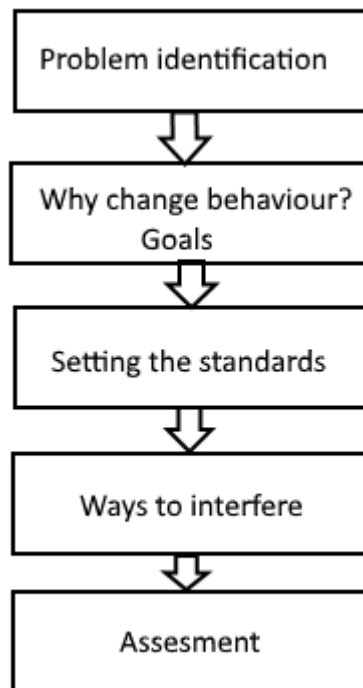 Problem identification
Why change behaviour?
Goals
Setting the standards
Ways to interfere
Assesment